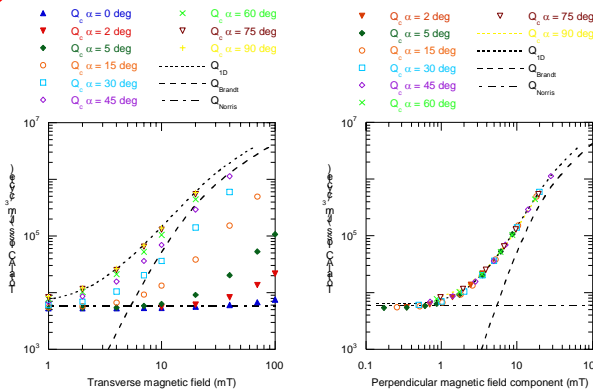 Q_c α = 0 deg
Q_c α = 2 deg
Q_c α = 5 deg
Q_c α = 15 deg
Q_c α = 30 deg
Q_c α = 45 deg
Q_c α = 60 deg
Q_c α = 75 deg
Q_c α = 90 deg
Q_1D
Q_Brandt
Q_Norris
10^7
10^5
10^3
1
10
100
Transverse magnetic field (mT)
Q_c α = 2 deg
Q_c α = 5 deg
Q_c α = 15 deg
Q_c α = 30 deg
Q_c α = 45 deg
Q_c α = 60 deg
Q_c α = 75 deg
Q_c α = 90 deg
Q_1D
Q_Brandt
Q_Norris
10^7
10^5
10^3
0.1
1
10
100
Perpendicular magnetic field component (mT)